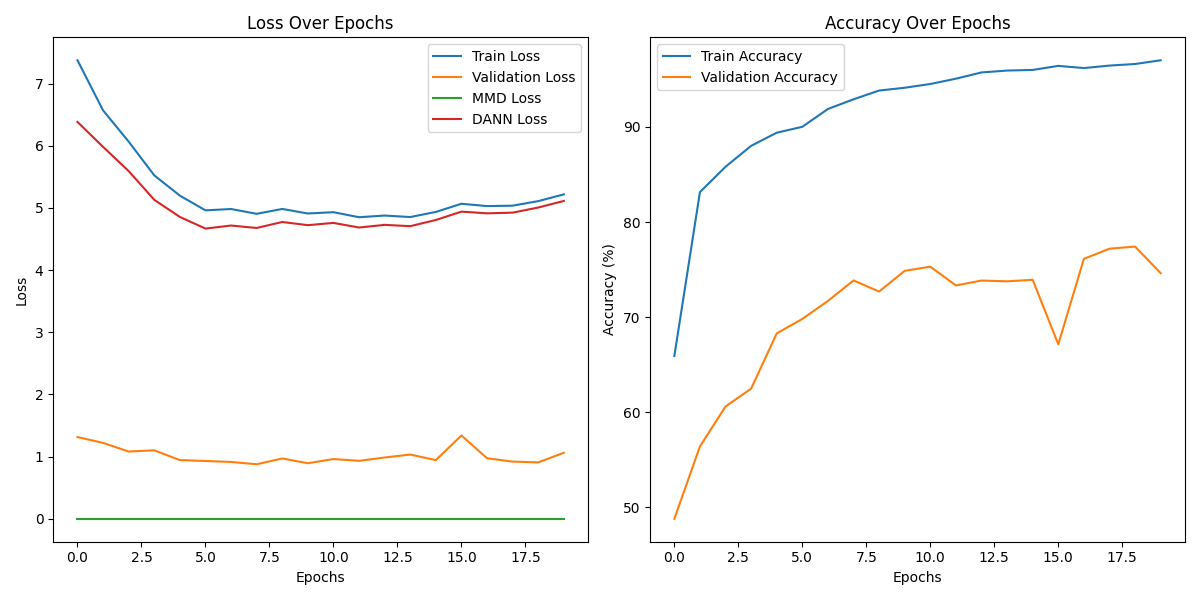 Loss Over Epochs
Train Loss
Validation Loss
MMD Loss
DANN Loss
7
6
5
4
3
2
1
0
Loss
0.0 2.5 5.0 7.5 10.0 12.5 15.0 17.5
Epochs
Accuracy Over Epochs
Train Accuracy
Validation Accuracy
90
80
70
60
50
Accuracy (%)
0.0 2.5 5.0 7.5 10.0 12.5 15.0 17.5
Epochs